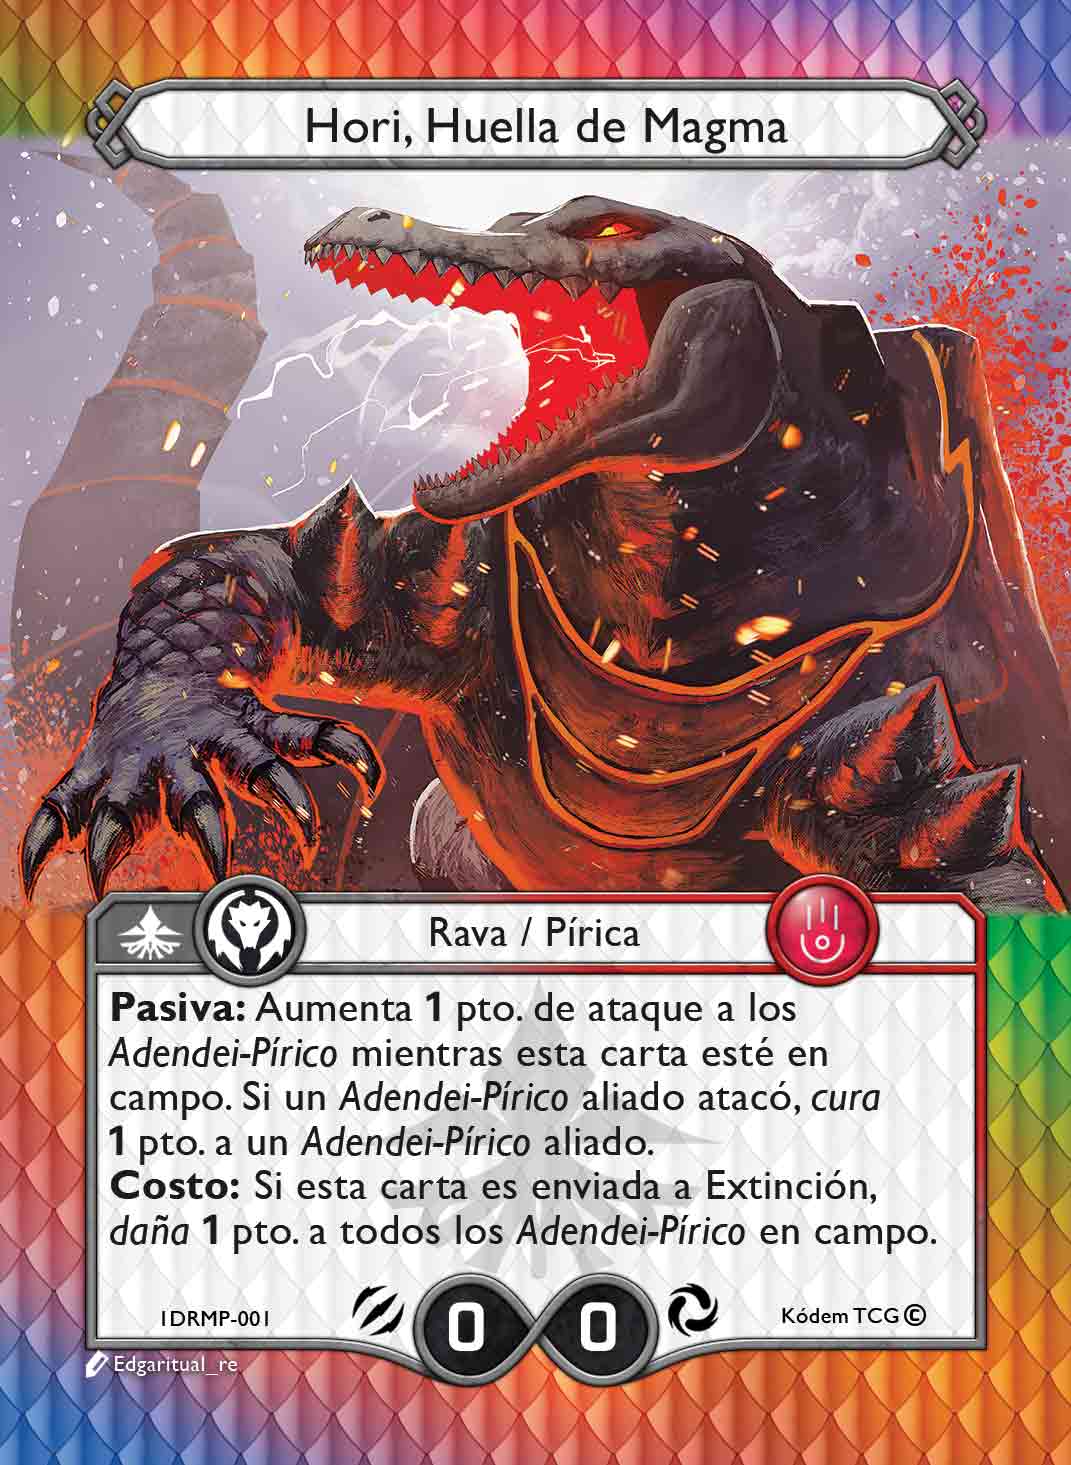 Hori, Huella de Magma
Rava / Pírica
Pasiva: Aumenta 1 pto. de ataque a los
Adendei-Pírico mientras esta carta esté en
campo. Si un Adendei-Pírico aliado atacó, cura
1 pto. a un Adendei-Pírico aliado.
Costo: Si esta carta es enviada a Extinción,
daña 1 pto. a todos los Adendei-Pírico en campo.
1DRMP-001
0
0
Kódem TCG ©
Edgaritual_re